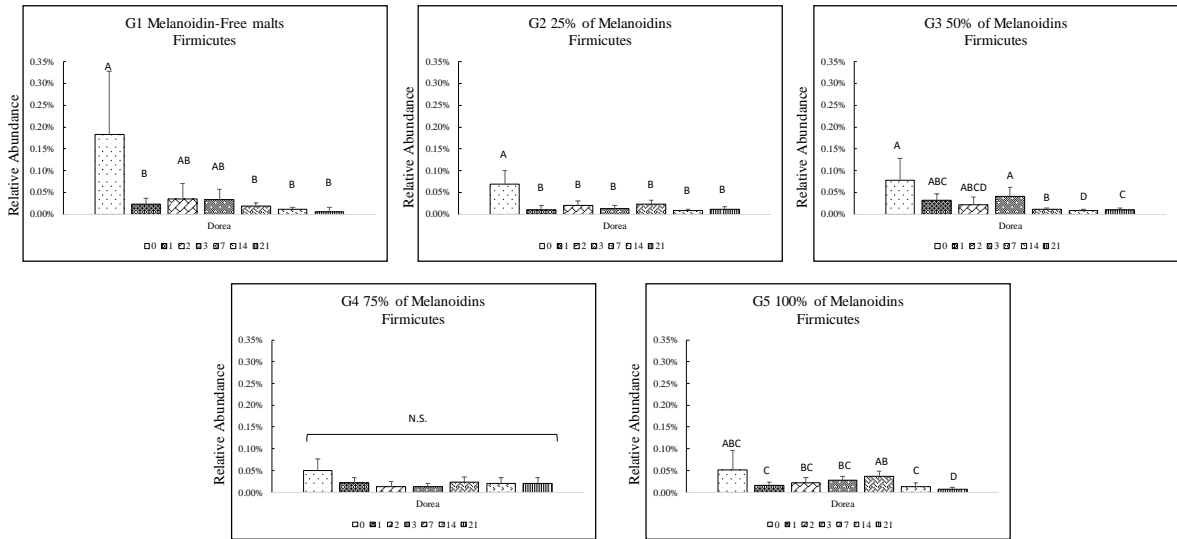 G1 Melanoidin-Free malts
Firmicutes
Relative Abundance
0.35%
0.30%
0.25%
0.20%
0.15%
0.10%
0.05%
0.00%
A
B
AB
AB
B
B
B
Dorea
0 1 2 3 7 14 21
G2 25% of Melanoidins
Firmicutes
Relative Abundance
0.35%
0.30%
0.25%
0.20%
0.15%
0.10%
0.05%
0.00%
A
B
B
B
B
B
B
Dorea
0 1 2 3 7 14 21
G3 50% of Melanoidins
Firmicutes
Relative Abundance
0.35%
0.30%
0.25%
0.20%
0.15%
0.10%
0.05%
0.00%
A
ABC
ABCD
A
B
D
C
Dorea
0 1 2 3 7 14 21
G4 75% of Melanoidins
Firmicutes
Relative Abundance
0.35%
0.30%
0.25%
0.20%
0.15%
0.10%
0.05%
0.00%
N.S.
Dorea
0 1 2 3 7 14 21
G5 100% of Melanoidins
Firmicutes
Relative Abundance
0.35%
0.30%
0.25%
0.20%
0.15%
0.10%
0.05%
0.00%
ABC
C
BC
BC
AB
C
D
Dorea
0 1 2 3 7 14 21